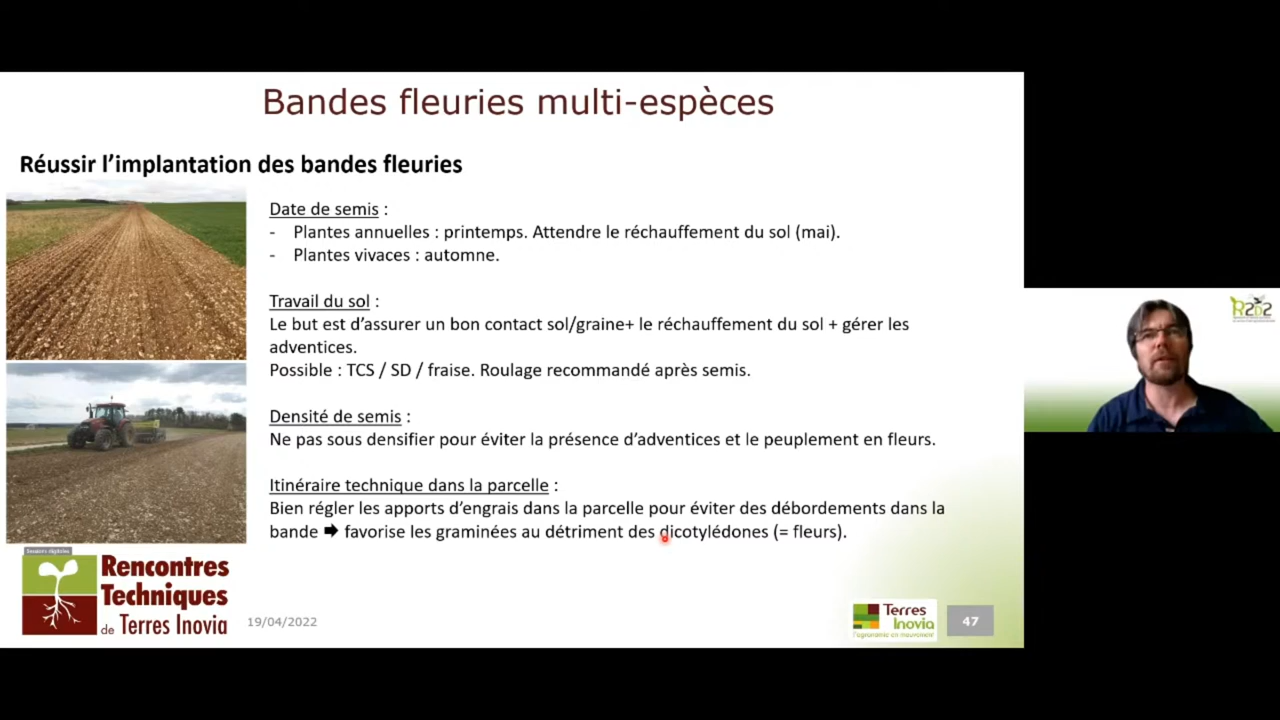 Bandes fleuries multi-espèces
Réussir l’implantation des bandes fleuries
Date de semis :
- Plantes annuelles : printemps. Attendre le réchauffement du sol (mai).
- Plantes vivaces : automne.
Travail du sol :
Le but est d’assurer un bon contact sol/graine+ le réchauffement du sol + gérer les
adventices.
Possible : TCS / SD / fraise. Roulage recommandé après semis.
Densité de semis :
Ne pas sous densifier pour éviter la présence d’adventices et le peuplement en fleurs.
Itinéraire technique dans la parcelle :
Bien régler les apports d’engrais dans la parcelle pour éviter des débordements dans la
bande ➡ favorise les graminées au détriment des dicotylédones (= fleurs).
Sessions digitales
Rencontres
Techniques
de Terres Inovia
19/04/2022
Terres
Inovia
l'agronomie en mouvement
47
R2D2